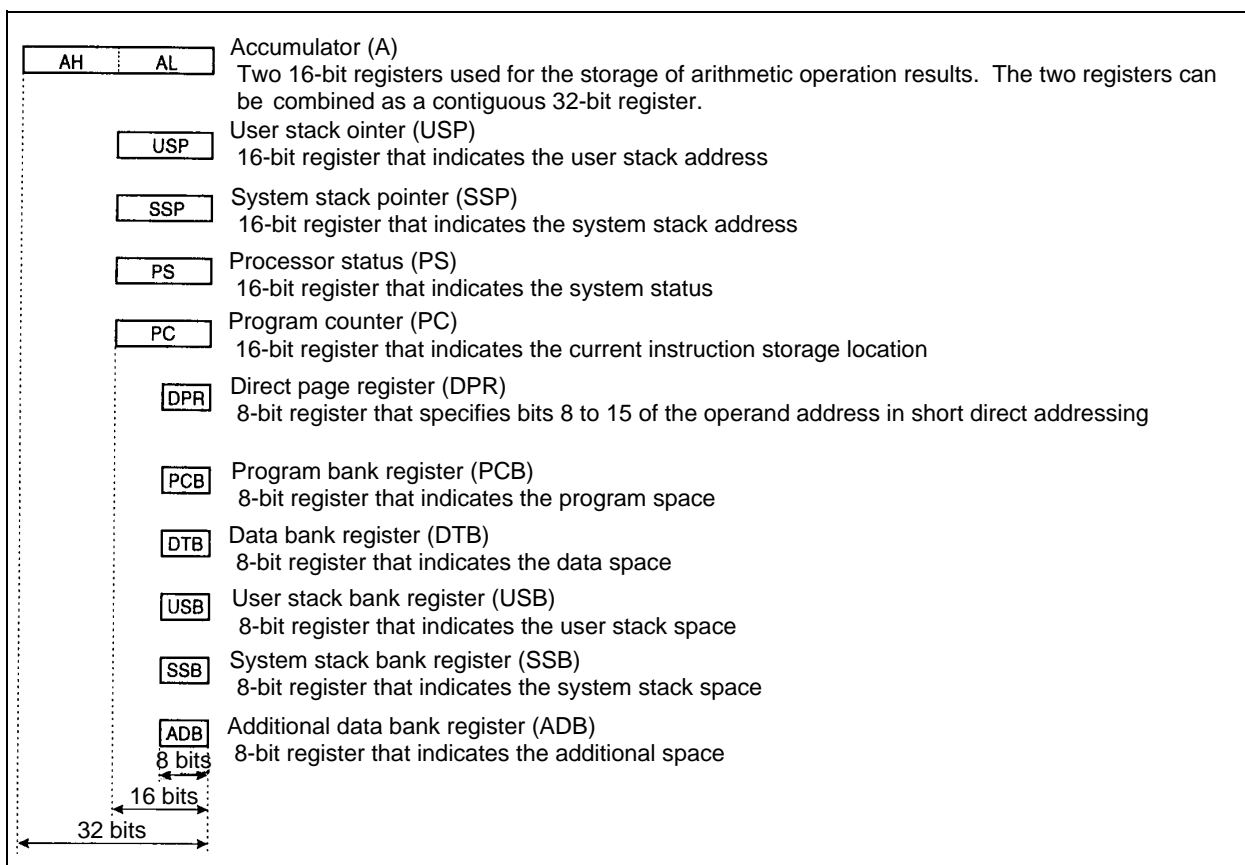 AH AL
Accumulator (A)
Two 16-bit registers used for the storage of arithmetic operation results. The two registers can
be combined as a contiguous 32-bit register.
USP
User stack ointer (USP)
16-bit register that indicates the user stack address
SSP
System stack pointer (SSP)
16-bit register that indicates the system stack address
PS
Processor status (PS)
16-bit register that indicates the system status
PC
Program counter (PC)
16-bit register that indicates the current instruction storage location
DPR
Direct page register (DPR)
8-bit register that specifies bits 8 to 15 of the operand address in short direct addressing
PCB
Program bank register (PCB)
8-bit register that indicates the program space
DTB
Data bank register (DTB)
8-bit register that indicates the data space
USB
User stack bank register (USB)
8-bit register that indicates the user stack space
SSB
System stack bank register (SSB)
8-bit register that indicates the system stack space
ADB
Additional data bank register (ADB)
8-bit register that indicates the additional space
8 bits
16 bits
32 bits